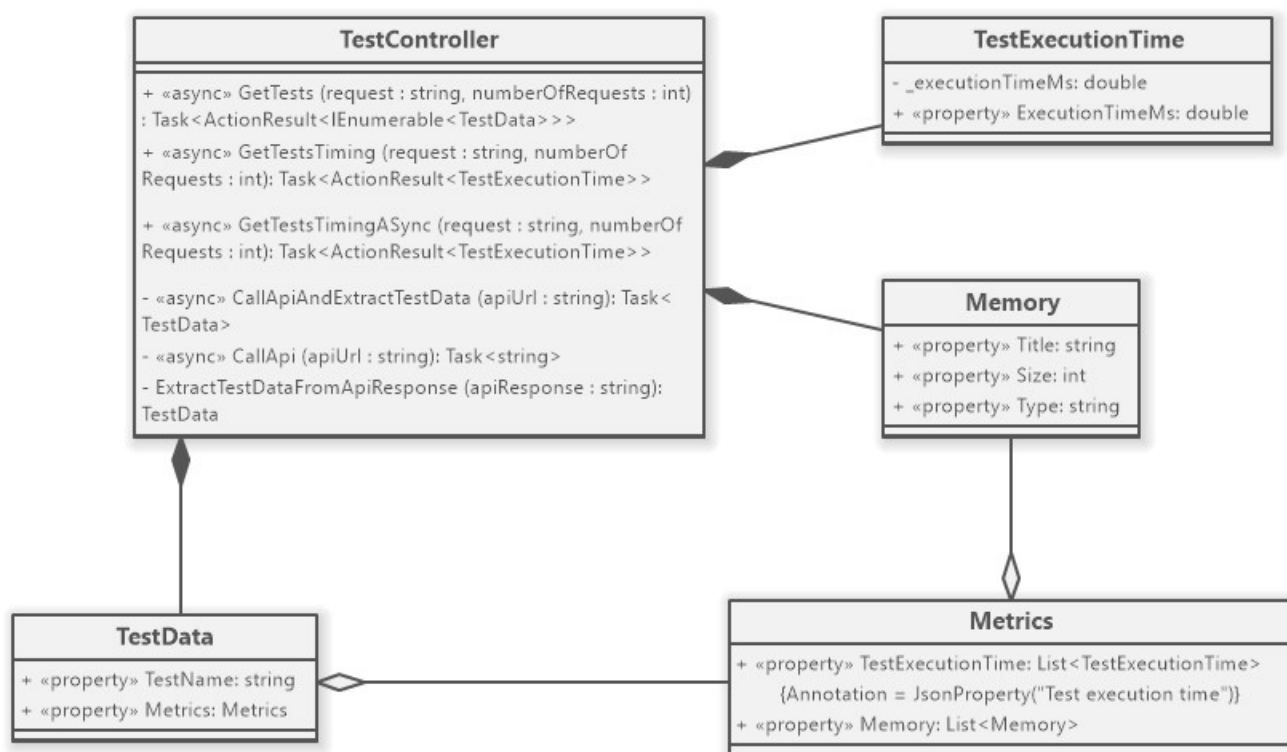 TestController
+ «async» GetTests (request : string, numberOfRequests : int)
: Task<ActionResult<IEnumerable<TestData>>>
+ «async» GetTestsTiming (request : string, numberOf
Requests : int): Task<ActionResult<TestExecutionTime>>
+ «async» GetTestsTimingASync (request : string, numberOf
Requests : int): Task<ActionResult<TestExecutionTime>>
- «async» CallApiAndExtractTestData (apiUrl : string): Task<
TestData>
- «async» CallApi (apiUrl : string): Task<string>
- ExtractTestDataFromApiResponse (apiResponse : string):
TestData
TestExecutionTime
- _executionTimeMs: double
+ «property» ExecutionTimeMs: double
Memory
+ «property» Title: string
+ «property» Size: int
+ «property» Type: string
TestData
+ «property» TestName: string
+ «property» Metrics: Metrics
Metrics
+ «property» TestExecutionTime: List<TestExecutionTime>
{Annotation = JsonProperty("Test execution time")}
+ «property» Memory: List<Memory>